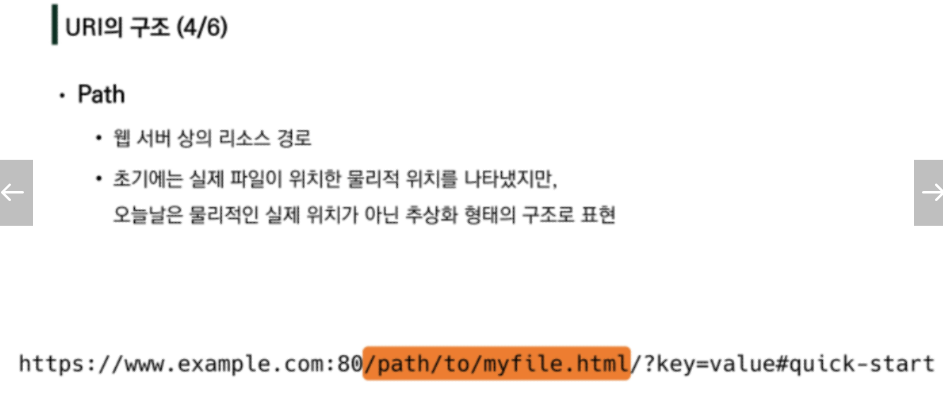 URI의 구조 (4/6)
• Path
• 웹 서버 상의 리소스 경로
• 초기에는 실제 파일이 위치한 물리적 위치를 나타냈지만,
오늘날은 물리적인 실제 위치가 아닌 추상화 형태의 구조로 표현
https://www.example.com:80/path/to/myfile.html/?key=value#quick-start